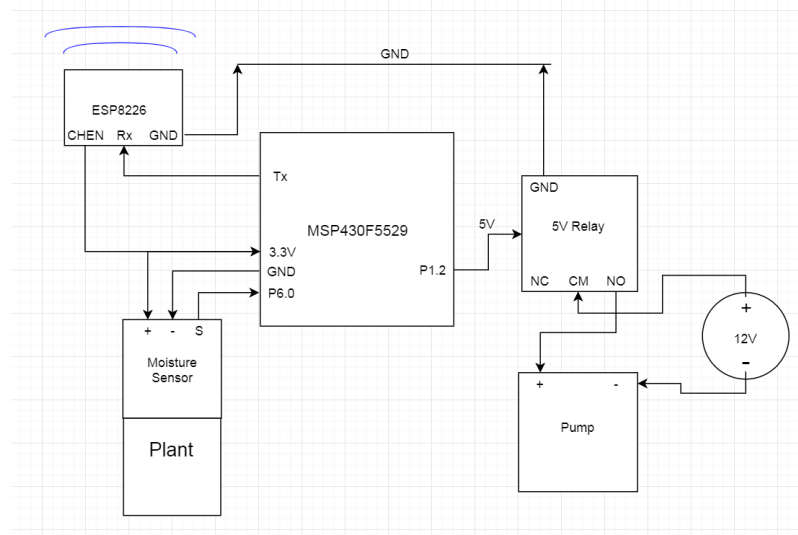 GND
ESP8226
CHEN Rx GND
Tx
MSP430F5529
3.3V
GND
P6.0
P1.2
5V
GND
5V Relay
NC CM NO
+
12V
-
+ - S
Moisture
Sensor
Plant
+ -
Pump